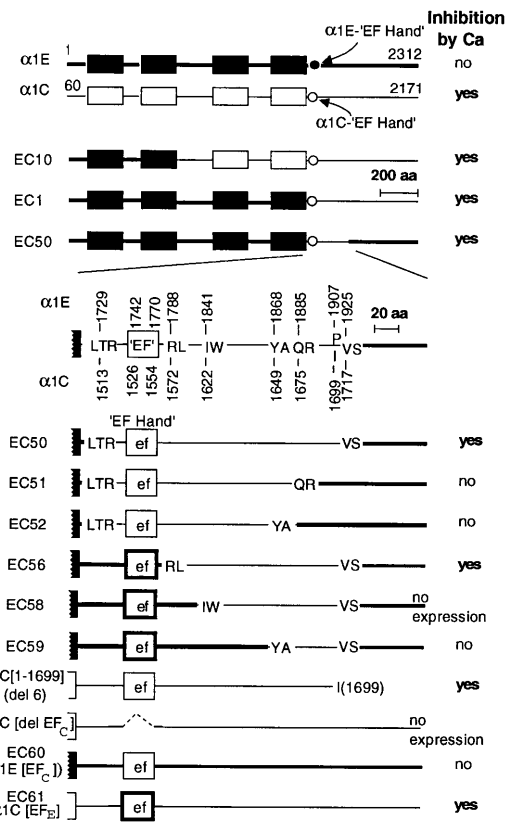 Inhibition
by Ca
α1E-'EF Hand'
α1E 1 2312 no
α1C 60 2171 yes
α1C-'EF Hand'
EC10 yes
200 aa
EC1 yes
EC50 yes
α1E 1729 1742 1770 1788 1841 1868 1885 1907 1925 20 aa
LTR 'EF' RL IW YA QR P VS
α1C 1513 1526 1554 1572 1622 1649 1675 1699 1717
'EF Hand'
EC50 LTR ef VS yes
EC51 LTR ef QR no
EC52 LTR ef YA no
EC56 ef RL VS yes
EC58 ef IW VS no
expression
EC59 ef YA VS no
C[1-1699] ef I(1699) yes
(del 6)
C [del EFC] no
expression
EC60 ef no
1E [EFC])
EC61 ef yes
α1C [EFE]